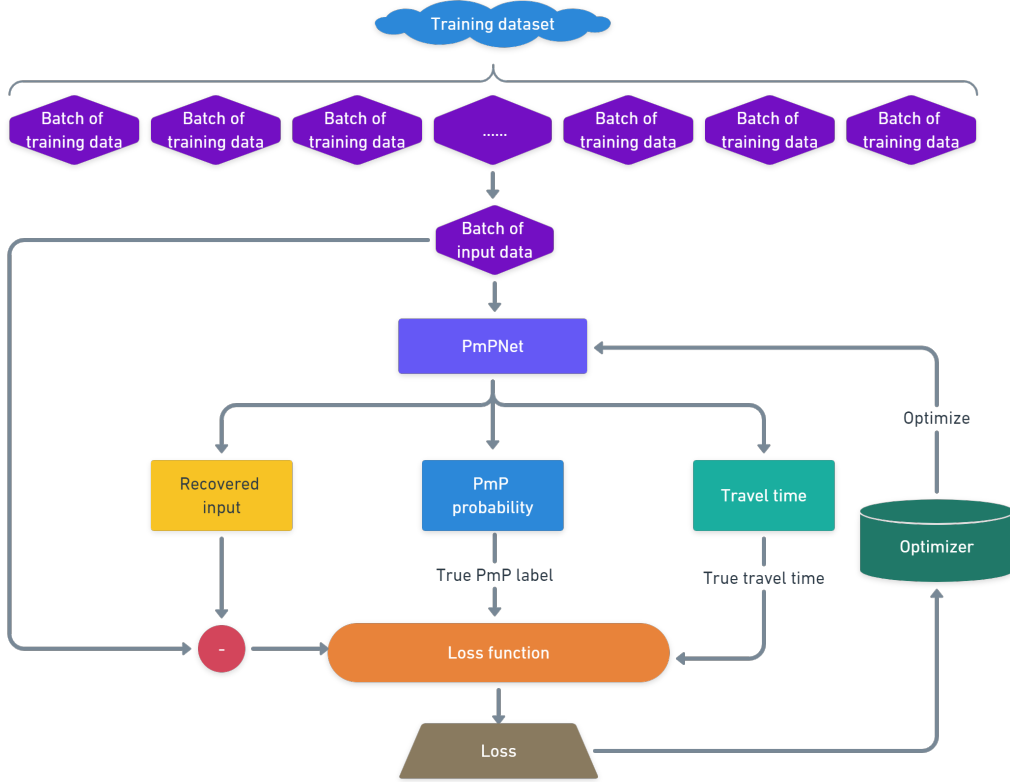 Training dataset
Batch of
training data
Batch of
training data
Batch of
training data
......
Batch of
training data
Batch of
training data
Batch of
training data
Batch of
input data
PmPNet
Optimize
Recovered
input
PmP
probability
Travel time
Optimizer
True PmP label
True travel time
-
Loss function
Loss